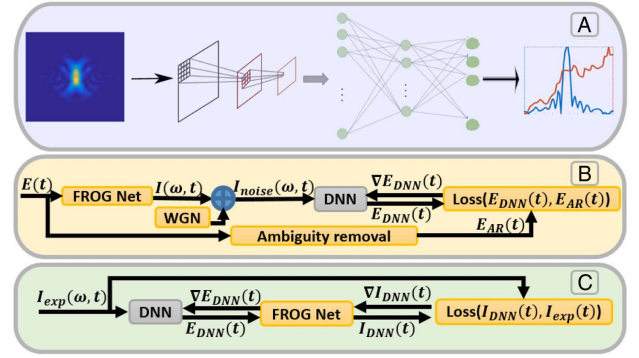 A
B
E(t)
FROG Net
I(ω,t)
I_noise(ω,t)
DNN
∇E_DNN(t)
E_DNN(t)
Loss(E_DNN(t), E_AR(t))
WGN
Ambiguity removal
E_AR(t)
C
I_exp(ω,t)
DNN
∇E_DNN(t)
E_DNN(t)
FROG Net
∇I_DNN(t)
I_DNN(t)
Loss(I_DNN(t), I_exp(t))